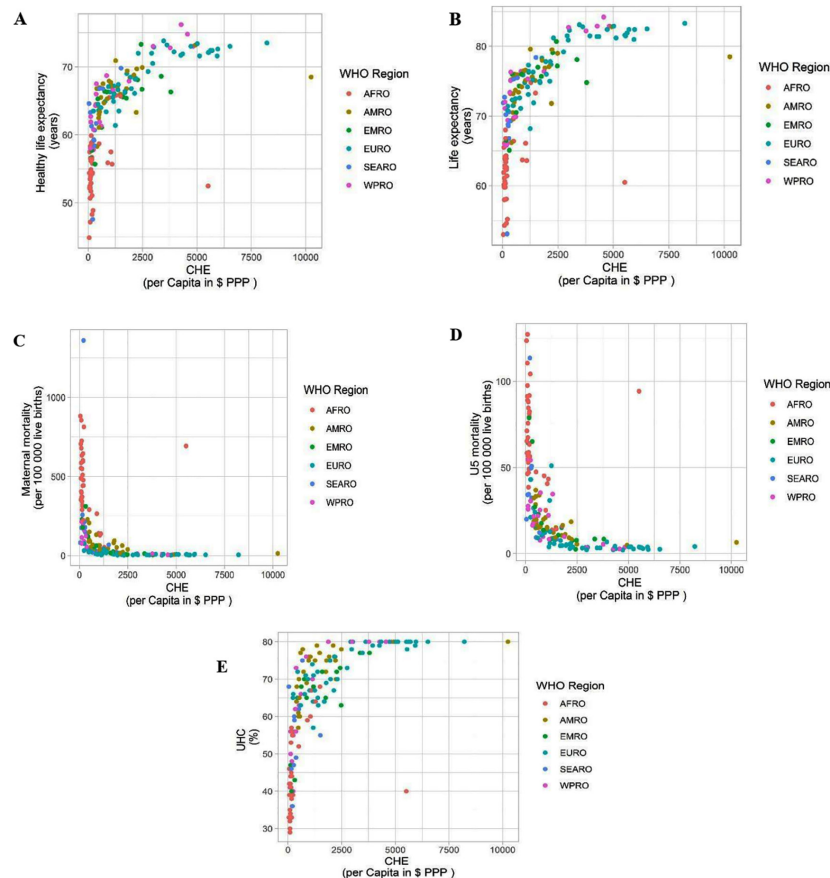 A
Healthy life expectancy
(years)
70
60
50
0
2500
5000
7500
10000
CHE
(per Capita in $ PPP )
WHO Region
AFRO
AMRO
EMRO
EURO
SEARO
WPRO
B
Life expectancy
(years)
80
70
60
0
2500
5000
7500
10000
CHE
(per Capita in $ PPP )
WHO Region
AFRO
AMRO
EMRO
EURO
SEARO
WPRO
C
Maternal mortality
(per 100 000 live births)
1000
500
0
0
2500
5000
7500
10000
CHE
(per Capita in $ PPP )
WHO Region
AFRO
AMRO
EMRO
EURO
SEARO
WPRO
D
U5 mortality
(per 100 000 live births)
100
50
0
0
2500
5000
7500
10000
CHE
(per Capita in $ PPP )
WHO Region
AFRO
AMRO
EMRO
EURO
SEARO
WPRO
E
UHC
(%)
80
70
60
50
40
30
0
2500
5000
7500
10000
CHE
(per Capita in $ PPP )
WHO Region
AFRO
AMRO
EMRO
EURO
SEARO
WPRO